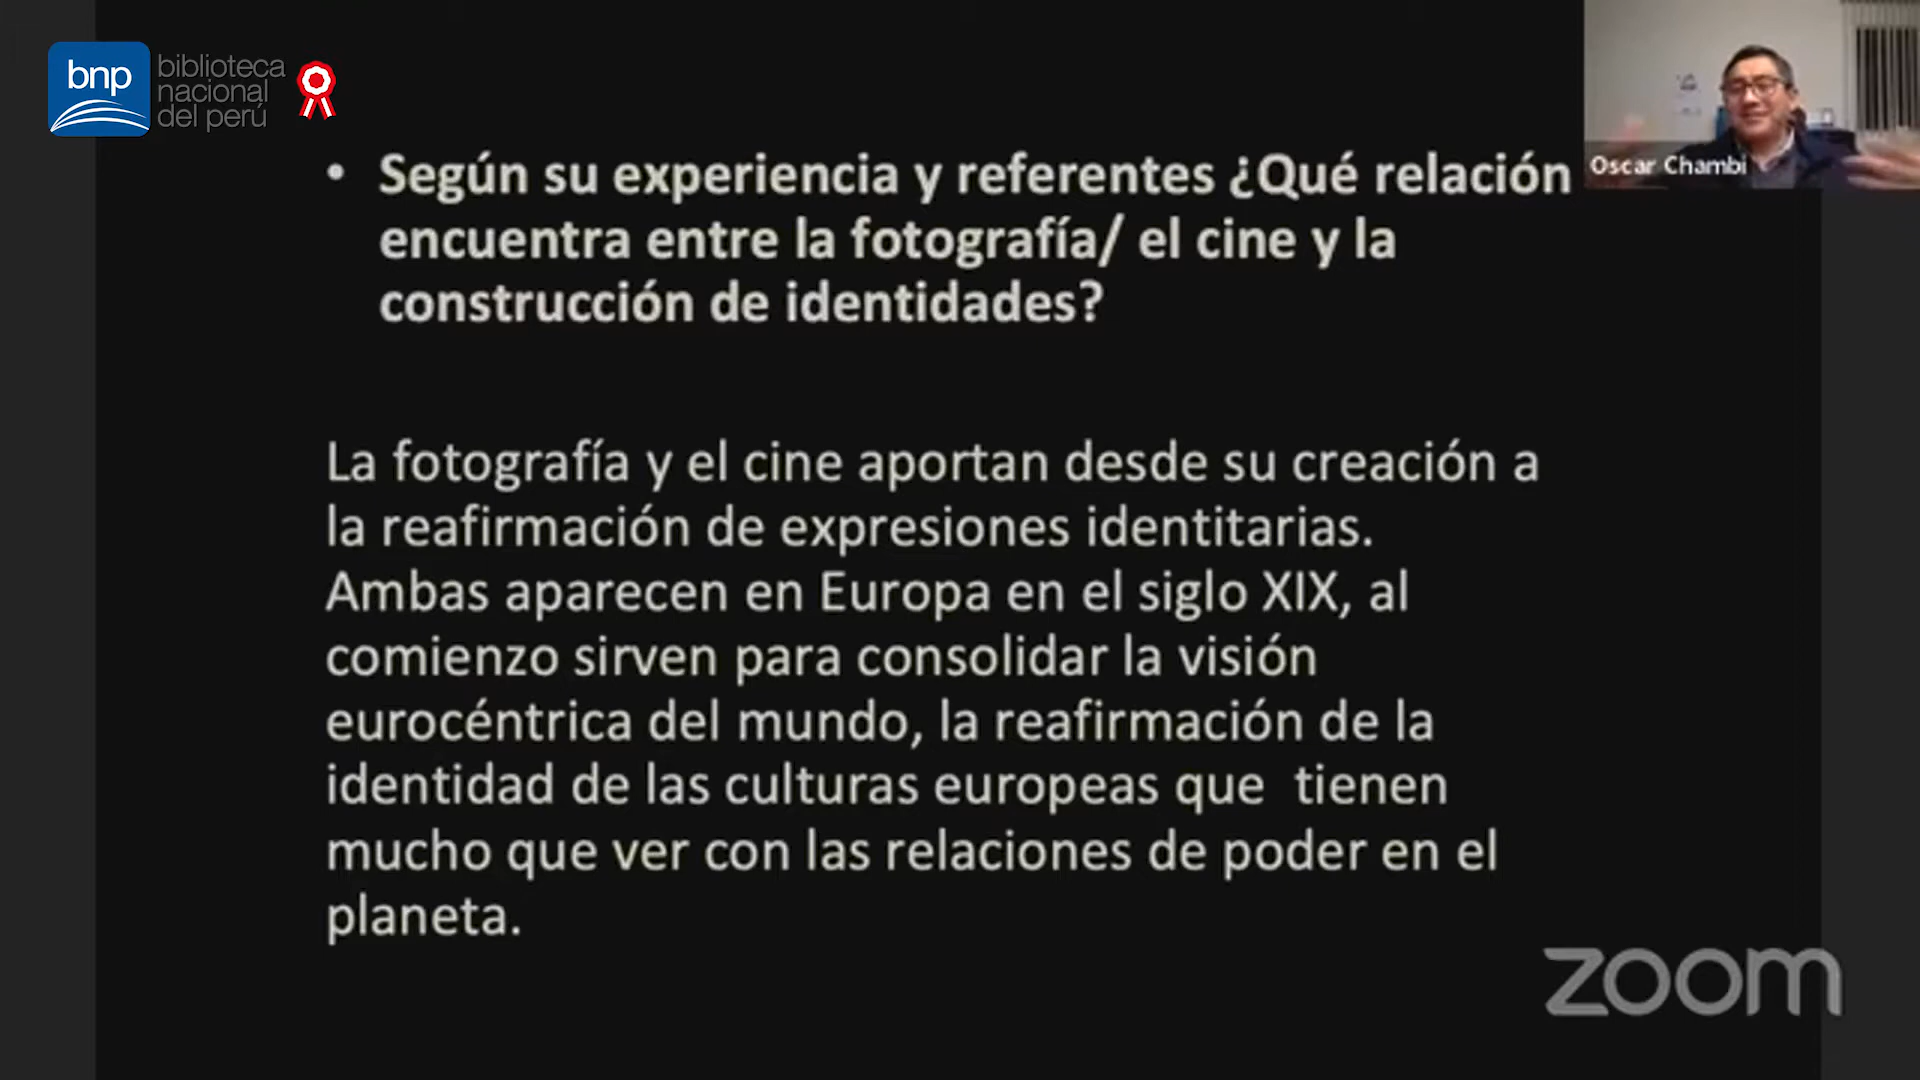 bnp
biblioteca
nacional
del perú
Oscar Chambi
• Según su experiencia y referentes ¿Qué relación
encuentra entre la fotografía/ el cine y la
construcción de identidades?
La fotografía y el cine aportan desde su creación a
la reafirmación de expresiones identitarias.
Ambas aparecen en Europa en el siglo XIX, al
comienzo sirven para consolidar la visión
eurocéntrica del mundo, la reafirmación de la
identidad de las culturas europeas que  tienen
mucho que ver con las relaciones de poder en el
planeta.
zoom